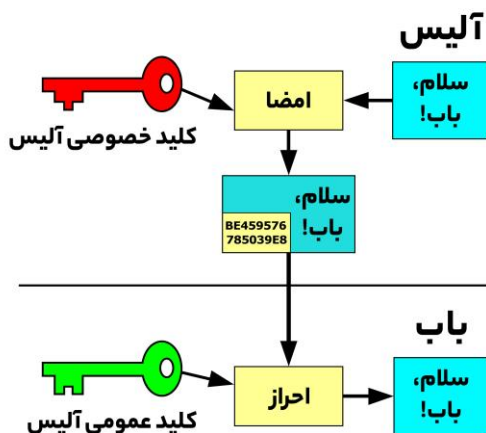 آلیس
سلام،
باب!
امضا
کلید خصوصی آلیس
سلام،
باب!
BE459576
785039E8
باب
سلام،
باب!
احراز
کلید عمومی آلیس